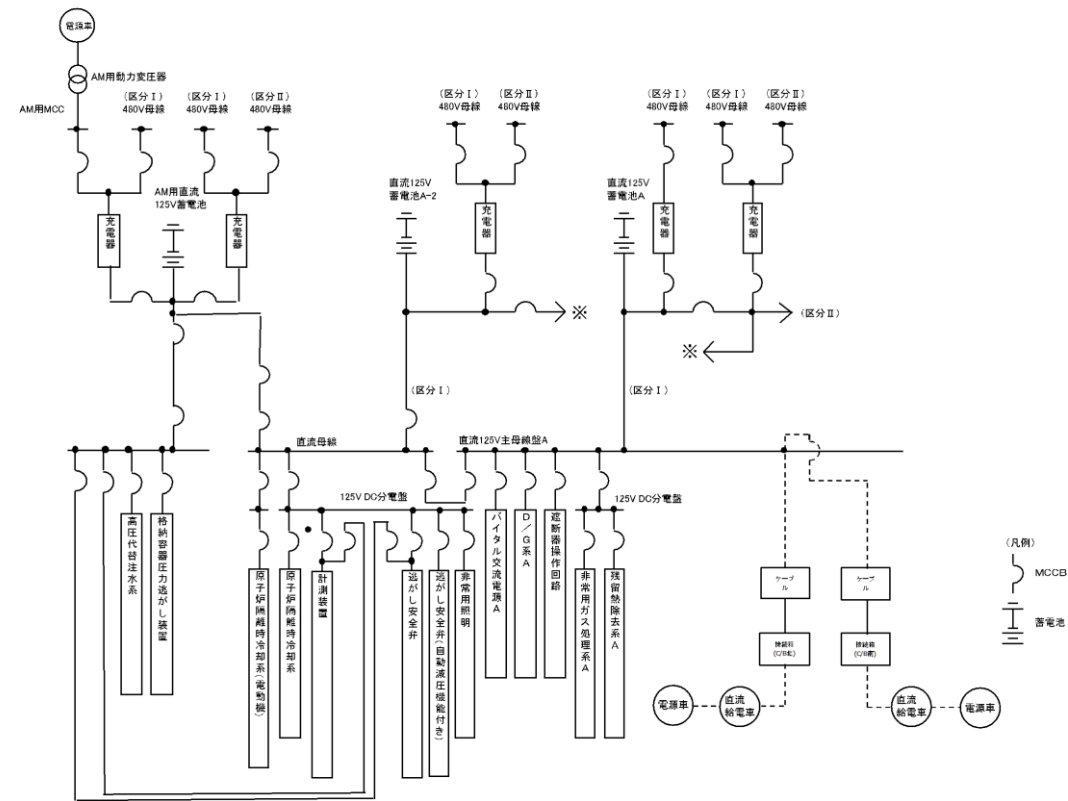 電源車
AM用動力変圧器
AM用MCC
(区分Ⅰ)
480V母線
(区分Ⅰ)
480V母線
(区分Ⅱ)
480V母線
(区分Ⅰ)
480V母線
(区分Ⅱ)
480V母線
(区分Ⅰ)
480V母線
(区分Ⅰ)
480V母線
(区分Ⅱ)
480V母線
AM用直流
125V蓄電池
直流125V
蓄電池A-2
直流125V
蓄電池A
充電器
充電器
充電器
充電器
充電器
※
(区分Ⅱ)
※
(区分Ⅰ)
(区分Ⅰ)
直流母線
直流125V主母線盤A
125V DC分電盤
125V DC分電盤
高圧代替注水系
格納容器圧力逃がし装置
原子炉隔離時冷却系(電動機)
原子炉隔離時冷却系
計測装置
逃がし安全弁
逃がし安全弁(自動減圧機能付き)
非常用照明
バイタル交流電源A
D/G系A
遮断器操作回路
非常用ガス処理系A
残留熱除去系A
ケーブ
ル
ケーブ
ル
接続箱
(C/B北)
接続箱
(C/B南)
電源車
直流
給電車
直流
給電車
電源車
(凡例)
MCCB
蓄電池